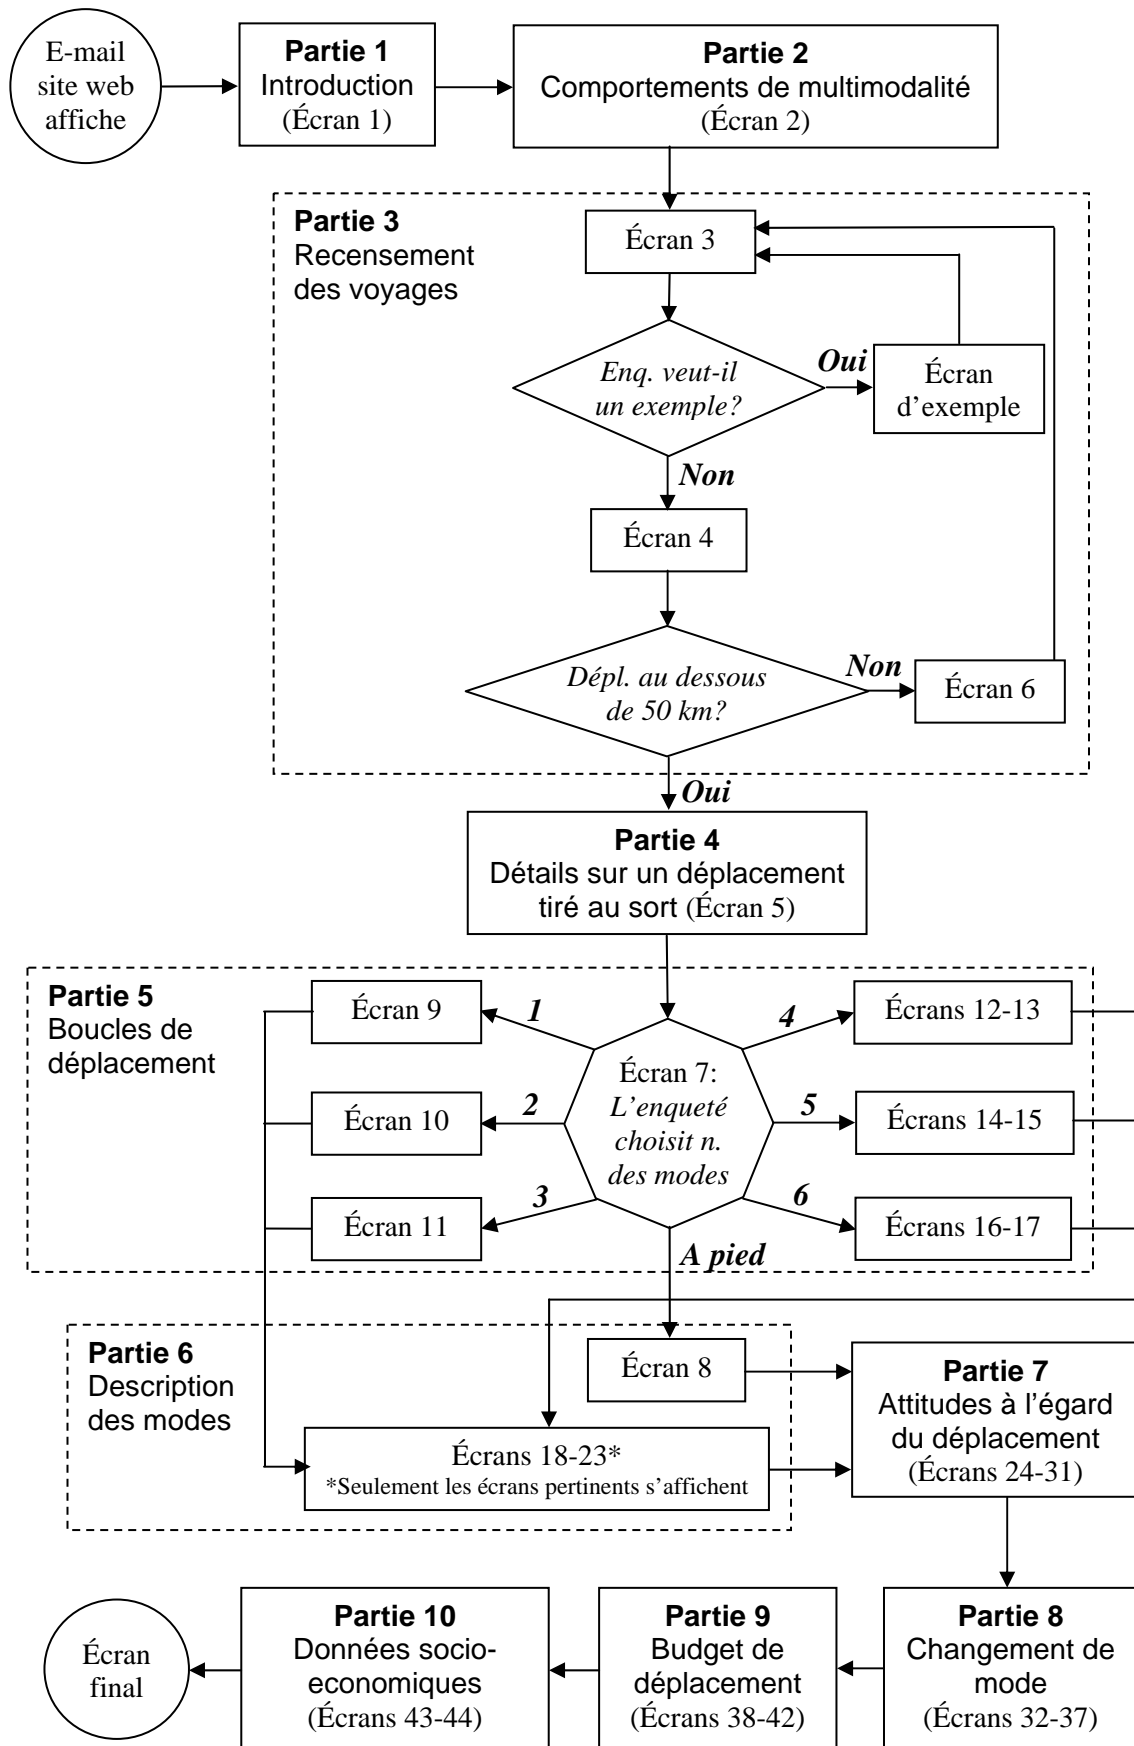 E-mail
site web
affiche
Partie 1
Introduction
(Écran 1)
Partie 2
Comportements de multimodalité
(Écran 2)
Partie 3
Recensement
des voyages
Écran 3
Enq. veut-il
un exemple?
Oui
Écran
d’exemple
Non
Écran 4
Dépl. au dessous
de 50 km?
Non
Écran 6
Oui
Partie 4
Détails sur un déplacement
tiré au sort (Écran 5)
Partie 5
Boucles de
déplacement
Écran 9
1
Écran 10
2
Écran 11
3
Écran 7:
L’enqueté
choisit n.
des modes
4
Écrans 12-13
5
Écrans 14-15
6
Écrans 16-17
A pied
Partie 6
Description
des modes
Écran 8
Écrans 18-23*
*Seulement les écrans pertinents s’affichent
Partie 7
Attitudes à l’égard
du déplacement
(Écrans 24-31)
Partie 8
Changement de
mode
(Écrans 32-37)
Partie 9
Budget de
déplacement
(Écrans 38-42)
Partie 10
Données socio-
economiques
(Écrans 43-44)
Écran
final